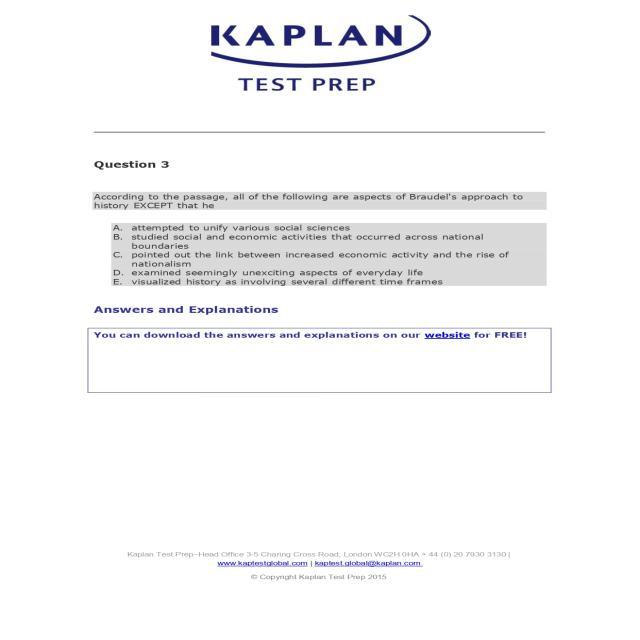 KAPLAN
TEST PREP
Question 3
According to the passage, all of the following are aspects of Braudel's approach to
history EXCEPT that he
A. attempted to unify various social sciences
B. studied social and economic activities that occurred across national
boundaries
C. pointed out the link between increased economic activity and the rise of
nationalism
D. examined seemingly unexciting aspects of everyday life
E. visualized history as involving several different time frames
Answers and Explanations
You can download the answers and explanations on our website for FREE!
Kaplan Test Prep–Head Office 3-5 Charing Cross Road, London WC2H 0HA • + 44 (0) 20 7930 3130 |
www.kaptestglobal.com | kaptest.global@kaplan.com
© Copyright Kaplan Test Prep 2015